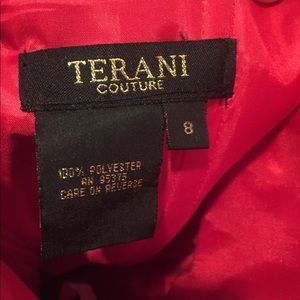 TERANI
COUTURE
8
100% POLYESTER
RN 95375
CARE ON REVERSE